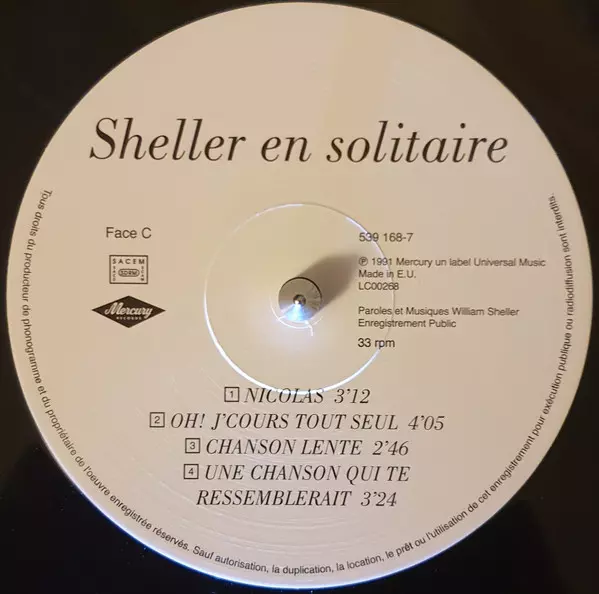 Sheller en solitaire
Face C
539 168-7
SACEM
SDRM
Mercury
RECORDS
℗ 1991 Mercury un label Universal Music
Made in E.U.
LC00268
Paroles et Musiques William Sheller
Enregistrement Public
33 rpm
1 NICOLAS 3'12
2 OH! J'COURS TOUT SEUL 4'05
3 CHANSON LENTE 2'46
4 UNE CHANSON QUI TE
RESSEMBLERAIT 3'24
Tous droits du producteur de phonogramme et du propriétaire de l'oeuvre enregistrée réservés. Sauf autorisation, la duplication, la location, le prêt ou l'utilisation de cet enregistrement pour exécution publique ou radiodiffusion sont interdits.